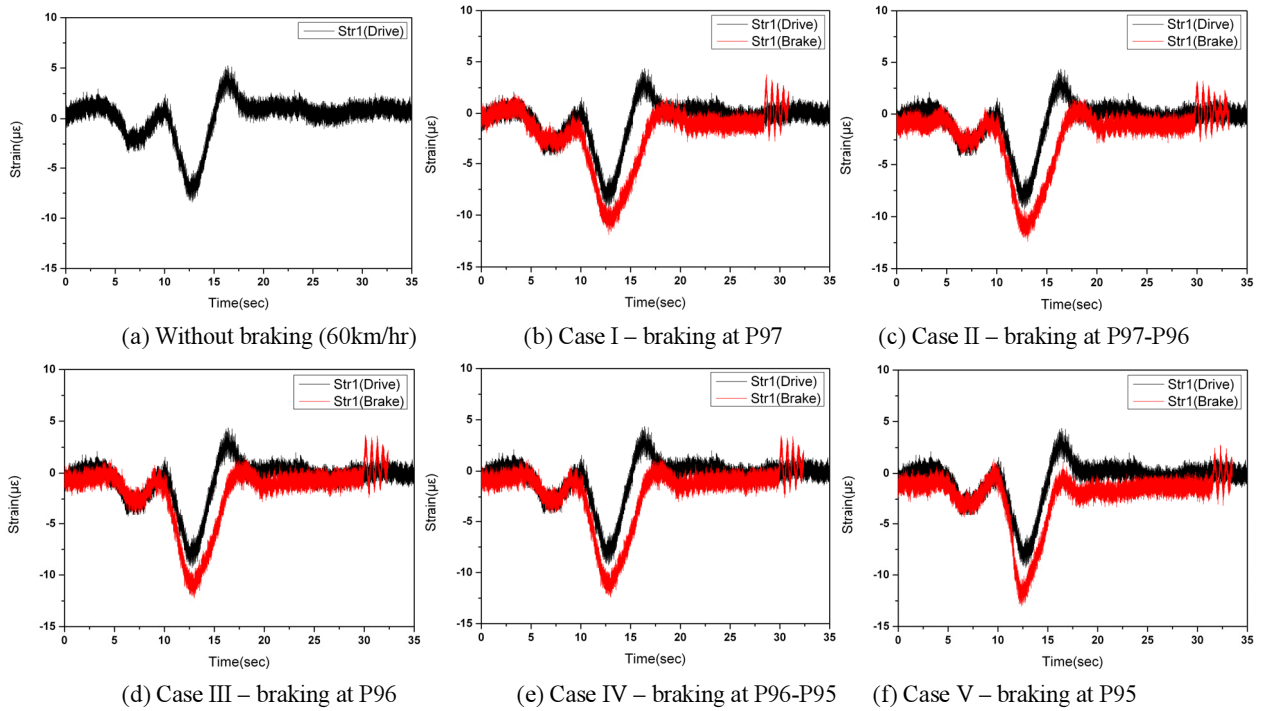 10
5
0
-5
-10
-15
Strain(με)
Str1(Drive)
0 5 10 15 20 25 30 35
Time(sec)
(a) Without braking (60km/hr)
10
5
0
-5
-10
-15
Strain(με)
Str1(Drive)
Str1(Brake)
0 5 10 15 20 25 30 35
Time(sec)
(b) Case I – braking at P97
10
5
0
-5
-10
-15
Strain(με)
Str1(Drive)
Str1(Brake)
0 5 10 15 20 25 30 35
Time(sec)
(c) Case II – braking at P97-P96
10
5
0
-5
-10
-15
Strain(με)
Str1(Drive)
Str1(Brake)
0 5 10 15 20 25 30 35
Time(sec)
(d) Case III – braking at P96
10
5
0
-5
-10
-15
Strain(με)
Str1(Drive)
Str1(Brake)
0 5 10 15 20 25 30 35
Time(sec)
(e) Case IV – braking at P96-P95
10
5
0
-5
-10
-15
Strain(με)
Str1(Drive)
Str1(Brake)
0 5 10 15 20 25 30 35
Time(sec)
(f) Case V – braking at P95